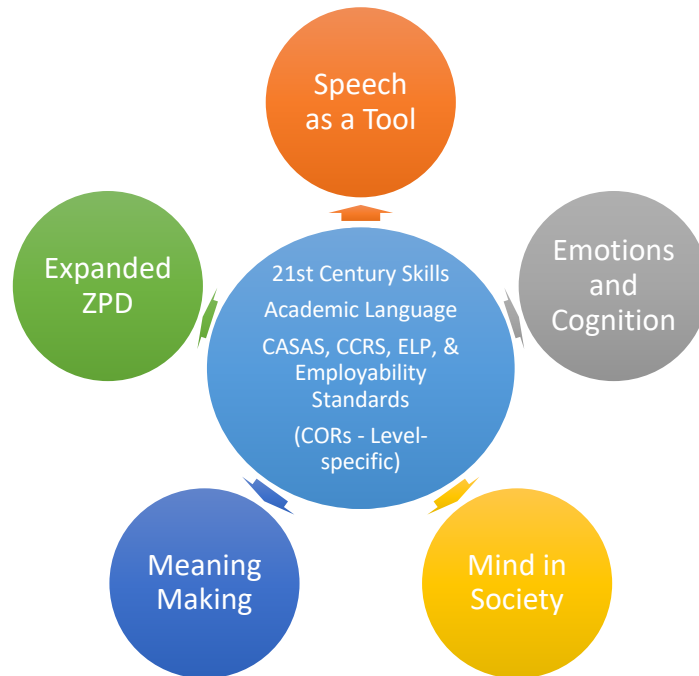 Speech
as a Tool
Expanded
ZPD
Emotions
and
Cognition
21st Century Skills
Academic Language
CASAS, CCRS, ELP, &
Employability
Standards
(CORs - Level-
specific)
Meaning
Making
Mind in
Society